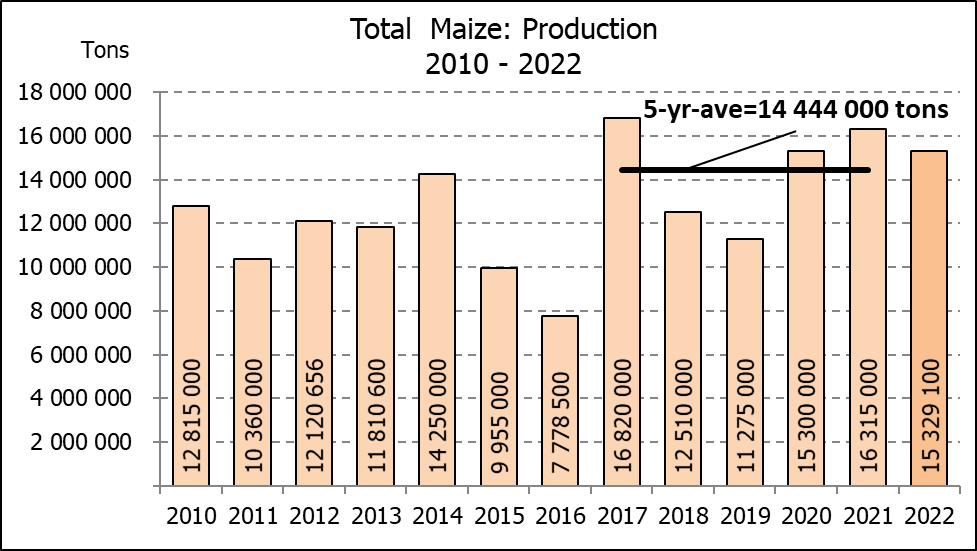 Total  Maize: Production
2010 - 2022
Tons
18 000 000
16 000 000
14 000 000
12 000 000
10 000 000
8 000 000
6 000 000
4 000 000
2 000 000
5-yr-ave=14 444 000 tons
12 815 000
10 360 000
12 120 656
11 810 600
14 250 000
9 955 000
7 778 500
16 820 000
12 510 000
11 275 000
15 300 000
16 315 000
15 329 100
2010 2011 2012 2013 2014 2015 2016 2017 2018 2019 2020 2021 2022